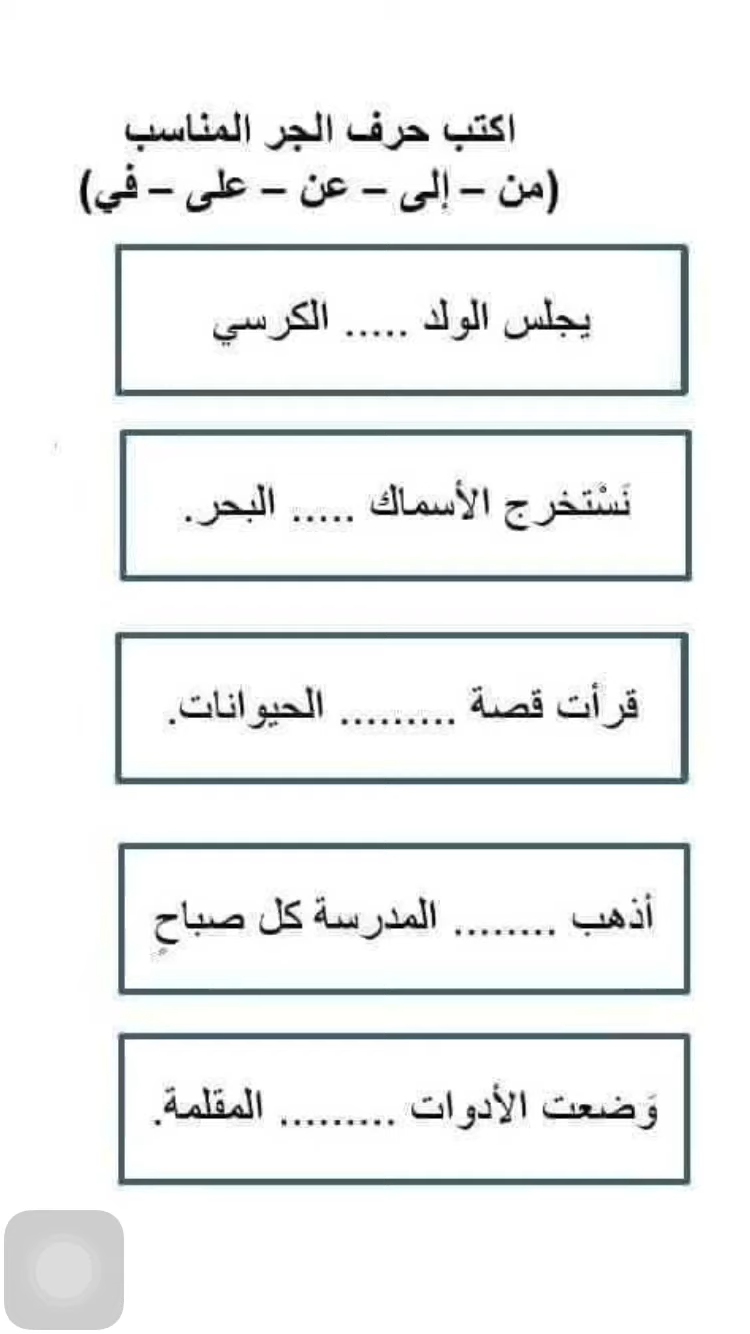 اكتب حرف الجر المناسب
(من – إلى – عن – على – في)
يجلس الولد ..... الكرسي
نَسْتخرج الأسماك ..... البحر.
قرأت قصة ......... الحيوانات.
أذهب ........ المدرسة كل صباحٍ
وَضعت الأدوات ......... المقلمة.